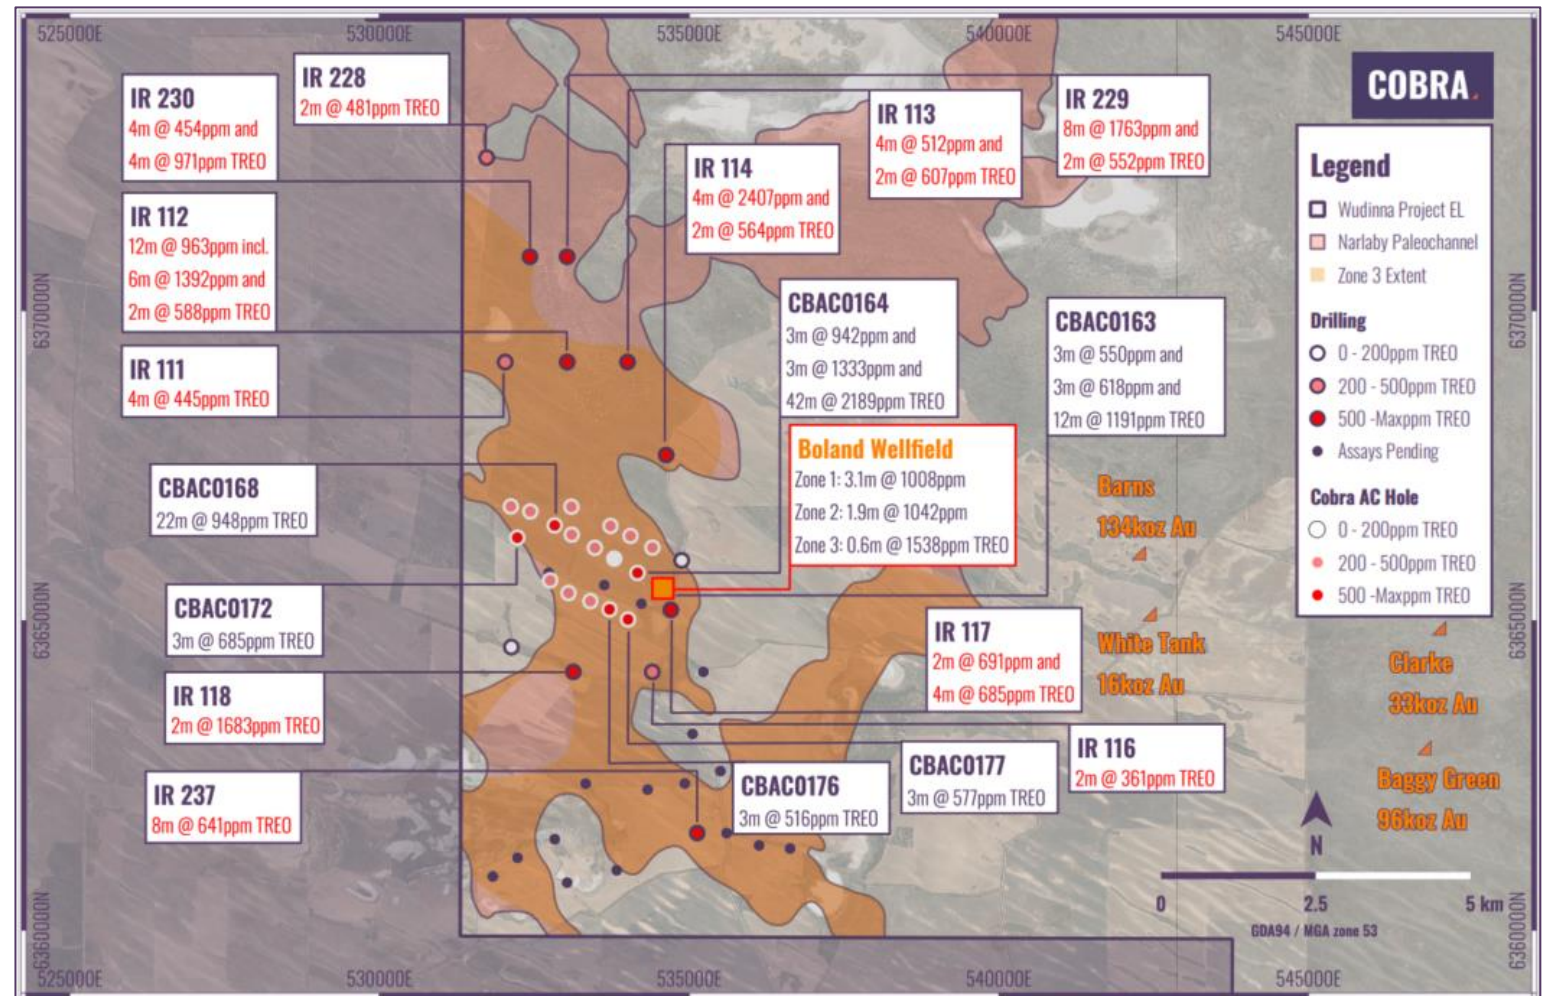 525000E
530000E
535000E
540000E
545000E
COBRA.
IR 228
2m @ 481ppm TREO
IR 230
4m @ 454ppm and
4m @ 971ppm TREO
IR 113
4m @ 512ppm and
2m @ 607ppm TREO
IR 229
8m @ 1763ppm and
2m @ 552ppm TREO
IR 114
4m @ 2407ppm and
2m @ 564ppm TREO
IR 112
12m @ 963ppm incl.
6m @ 1392ppm and
2m @ 588ppm TREO
Legend
Wudinna Project EL
Narlaby Paleochannel
Zone 3 Extent
Drilling
0 - 200ppm TREO
200 - 500ppm TREO
500 -Maxppm TREO
Assays Pending
Cobra AC Hole
0 - 200ppm TREO
200 - 500ppm TREO
500 -Maxppm TREO
6370000N
6370000N
CBAC0164
3m @ 942ppm and
3m @ 1333ppm and
42m @ 2189ppm TREO
CBAC0163
3m @ 550ppm and
3m @ 618ppm and
12m @ 1191ppm TREO
IR 111
4m @ 445ppm TREO
Boland Wellfield
Zone 1: 3.1m @ 1008ppm
Zone 2: 1.9m @ 1042ppm
Zone 3: 0.6m @ 1538ppm TREO
CBAC0168
22m @ 948ppm TREO
Barns
134koz Au
CBAC0172
3m @ 685ppm TREO
6365000N
6365000N
IR 117
2m @ 691ppm and
4m @ 685ppm TREO
White Tank
16koz Au
Clarke
33koz Au
IR 118
2m @ 1683ppm TREO
IR 116
2m @ 361ppm TREO
CBAC0177
3m @ 577ppm TREO
CBAC0176
3m @ 516ppm TREO
IR 237
8m @ 641ppm TREO
Baggy Green
96koz Au
N
0
2.5
5 km
GDA94 / MGA zone 53
6360000N
6360000N
525000E
530000E
535000E
540000E
545000E